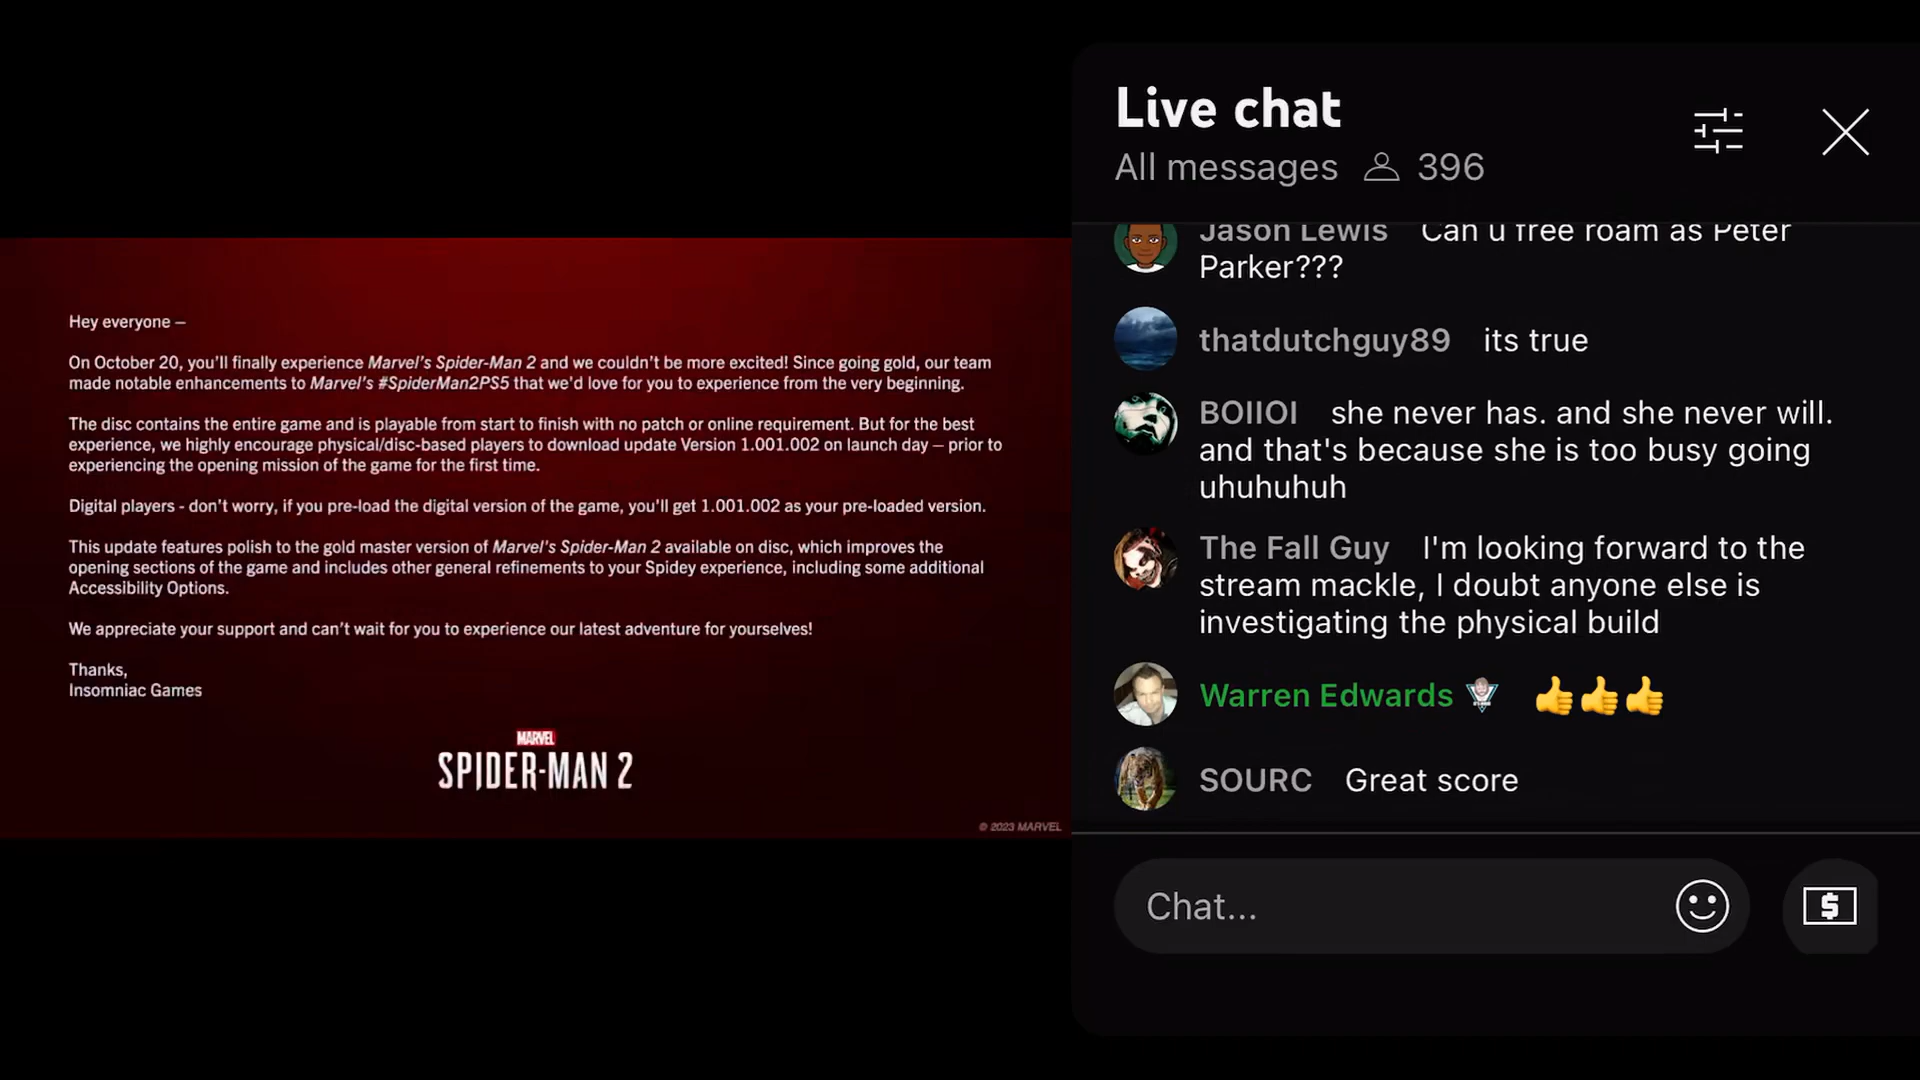 Hey everyone –
On October 20, you'll finally experience Marvel's Spider-Man 2 and we couldn't be more excited! Since going gold, our team
made notable enhancements to Marvel's #SpiderMan2PS5 that we'd love for you to experience from the very beginning.
The disc contains the entire game and is playable from start to finish with no patch or online requirement. But for the best
experience, we highly encourage physical/disc-based players to download update Version 1.001.002 on launch day – prior to
experiencing the opening mission of the game for the first time.
Digital players - don't worry, if you pre-load the digital version of the game, you'll get 1.001.002 as your pre-loaded version.
This update features polish to the gold master version of Marvel's Spider-Man 2 available on disc, which improves the
opening sections of the game and includes other general refinements to your Spidey experience, including some additional
Accessibility Options.
We appreciate your support and can't wait for you to experience our latest adventure for yourselves!
Thanks,
Insomniac Games
MARVEL
SPIDER-MAN 2
© 2023 MARVEL
Live chat
All messages 396
Jason Lewis Can u free roam as Peter
Parker???
thatdutchguy89 its true
BOIIOI she never has. and she never will.
and that's because she is too busy going
uhuhuhuh
The Fall Guy I'm looking forward to the
stream mackle, I doubt anyone else is
investigating the physical build
Warren Edwards 👍👍👍
SOURC Great score
Chat...